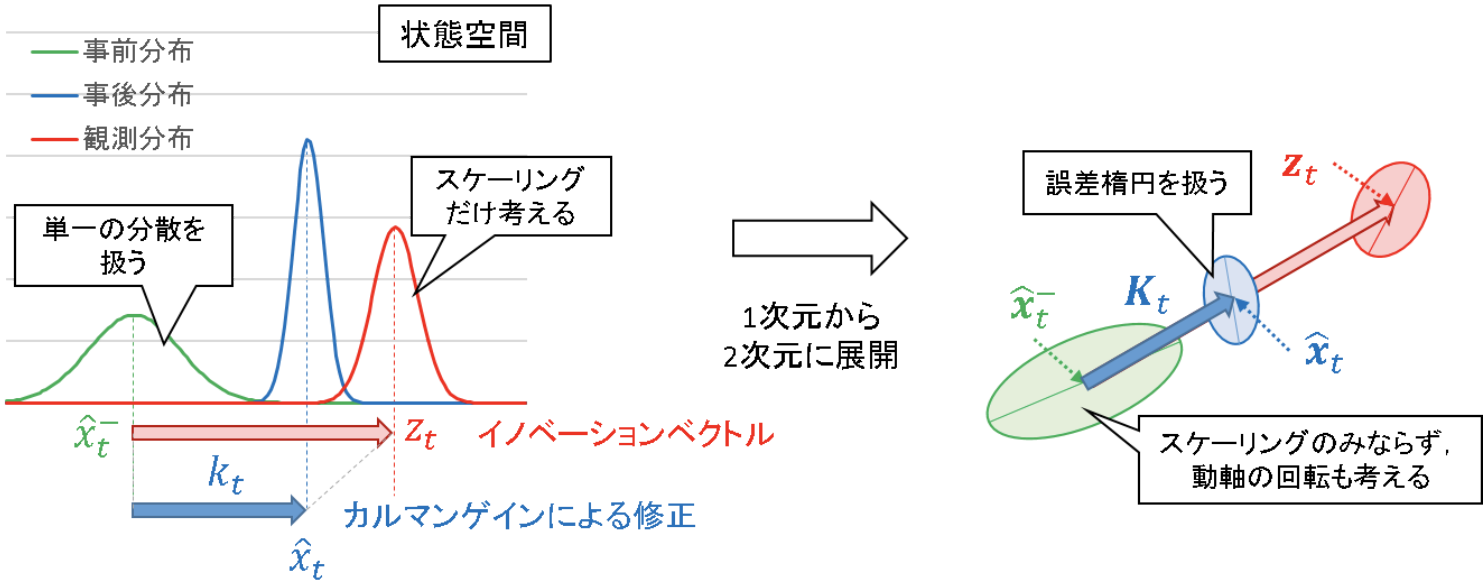 状態空間
事前分布
事後分布
観測分布
単一の分散を
扱う
スケーリング
だけ考える
x̂ₜ⁻
zₜ
イノベーションベクトル
kₜ
カルマンゲインによる修正
x̂ₜ
1次元から
2次元に展開
誤差楕円を扱う
zₜ
Kₜ
x̂ₜ⁻
x̂ₜ
スケーリングのみならず,
動軸の回転も考える